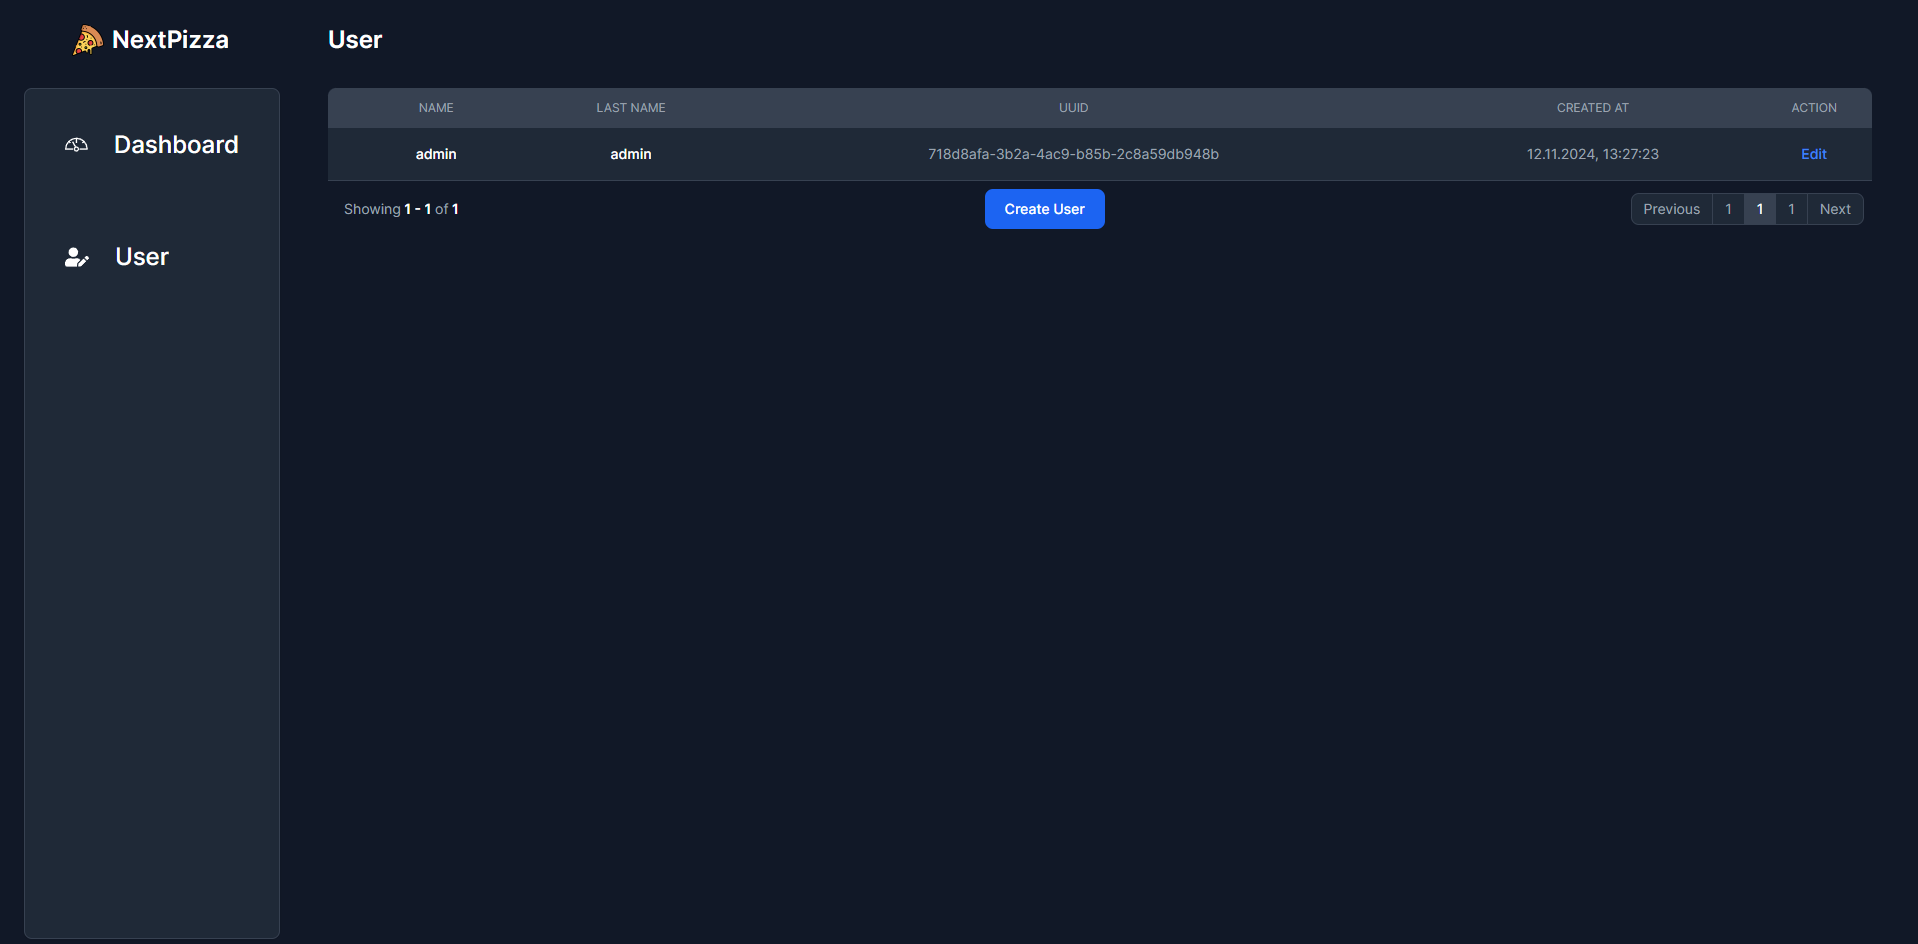 NextPizza
User
Dashboard
User
NAME LAST NAME UUID CREATED AT ACTION
admin admin 718d8afa-3b2a-4ac9-b85b-2c8a59db948b 12.11.2024, 13:27:23 Edit
Showing 1 - 1 of 1 Create User Previous 1 1 1 Next